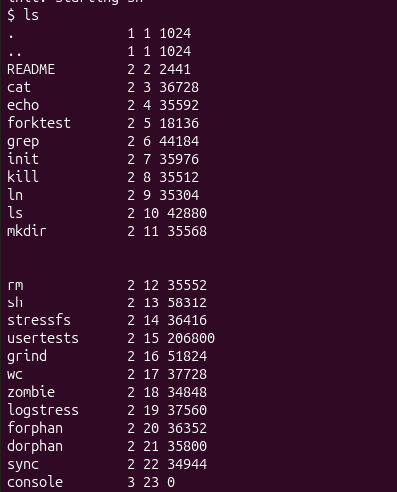 init: starting sh
$ ls
.              1 1 1024
..             1 1 1024
README         2 2 2441
cat            2 3 36728
echo           2 4 35592
forktest       2 5 18136
grep           2 6 44184
init           2 7 35976
kill           2 8 35512
ln             2 9 35304
ls             2 10 42880
mkdir          2 11 35568
rm             2 12 35552
sh             2 13 58312
stressfs       2 14 36416
usertests      2 15 206800
grind          2 16 51824
wc             2 17 37728
zombie         2 18 34848
logstress      2 19 37560
forphan        2 20 36352
dorphan        2 21 35800
sync           2 22 34944
console        3 23 0